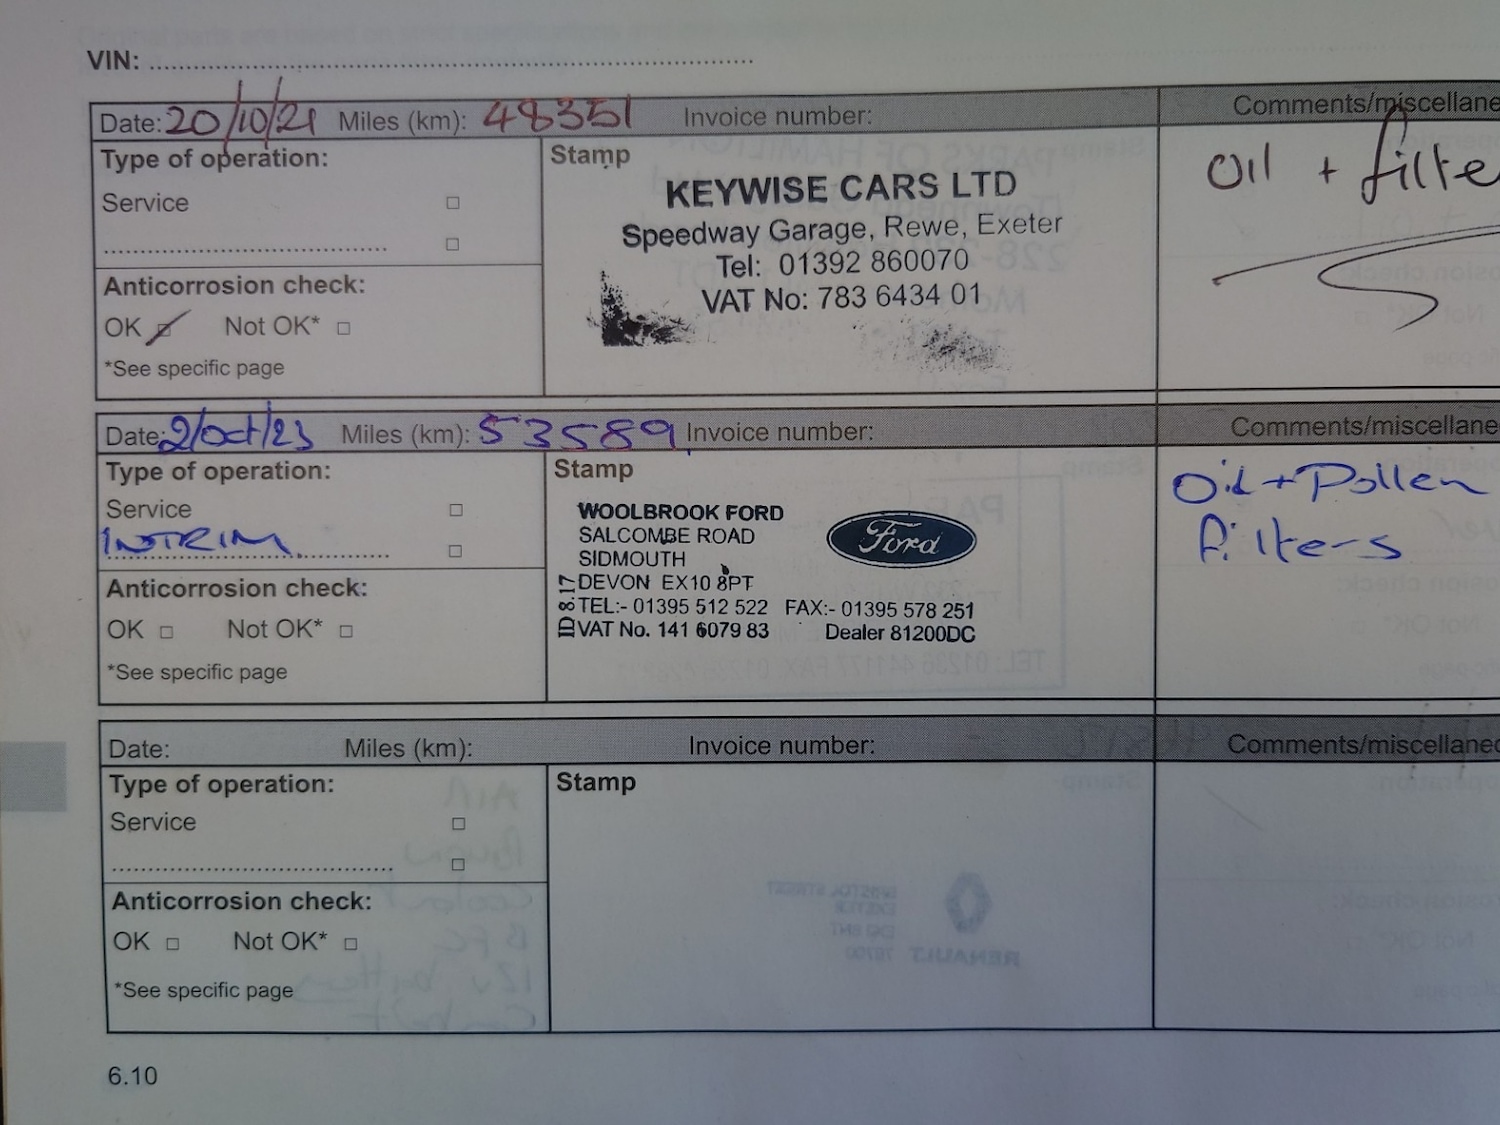 VIN:
Date: 20/10/21 Miles (km): 48351 Invoice number: Comments/miscellane
Type of operation:
Service
Stamp
KEYWISE CARS LTD
Speedway Garage, Rewe, Exeter
Tel: 01392 860070
VAT No: 783 6434 01
Oil + filte
Anticorrosion check:
OK Not OK*
*See specific page
Date: 2/Oct/23 Miles (km): 53589 Invoice number: Comments/miscellane
Type of operation:
Service
INTRIM
Stamp
WOOLBROOK FORD
SALCOMBE ROAD
SIDMOUTH
DEVON EX10 8PT
TEL:- 01395 512 522 FAX:- 01395 578 251
VAT No. 141 6079 83 Dealer 81200DC
ID 8.17
Ford
Oil + Pollen
filters
Anticorrosion check:
OK Not OK*
*See specific page
Date: Miles (km): Invoice number: Comments/miscellaneo
Type of operation:
Service
Stamp
Anticorrosion check:
OK Not OK*
*See specific page
6.10